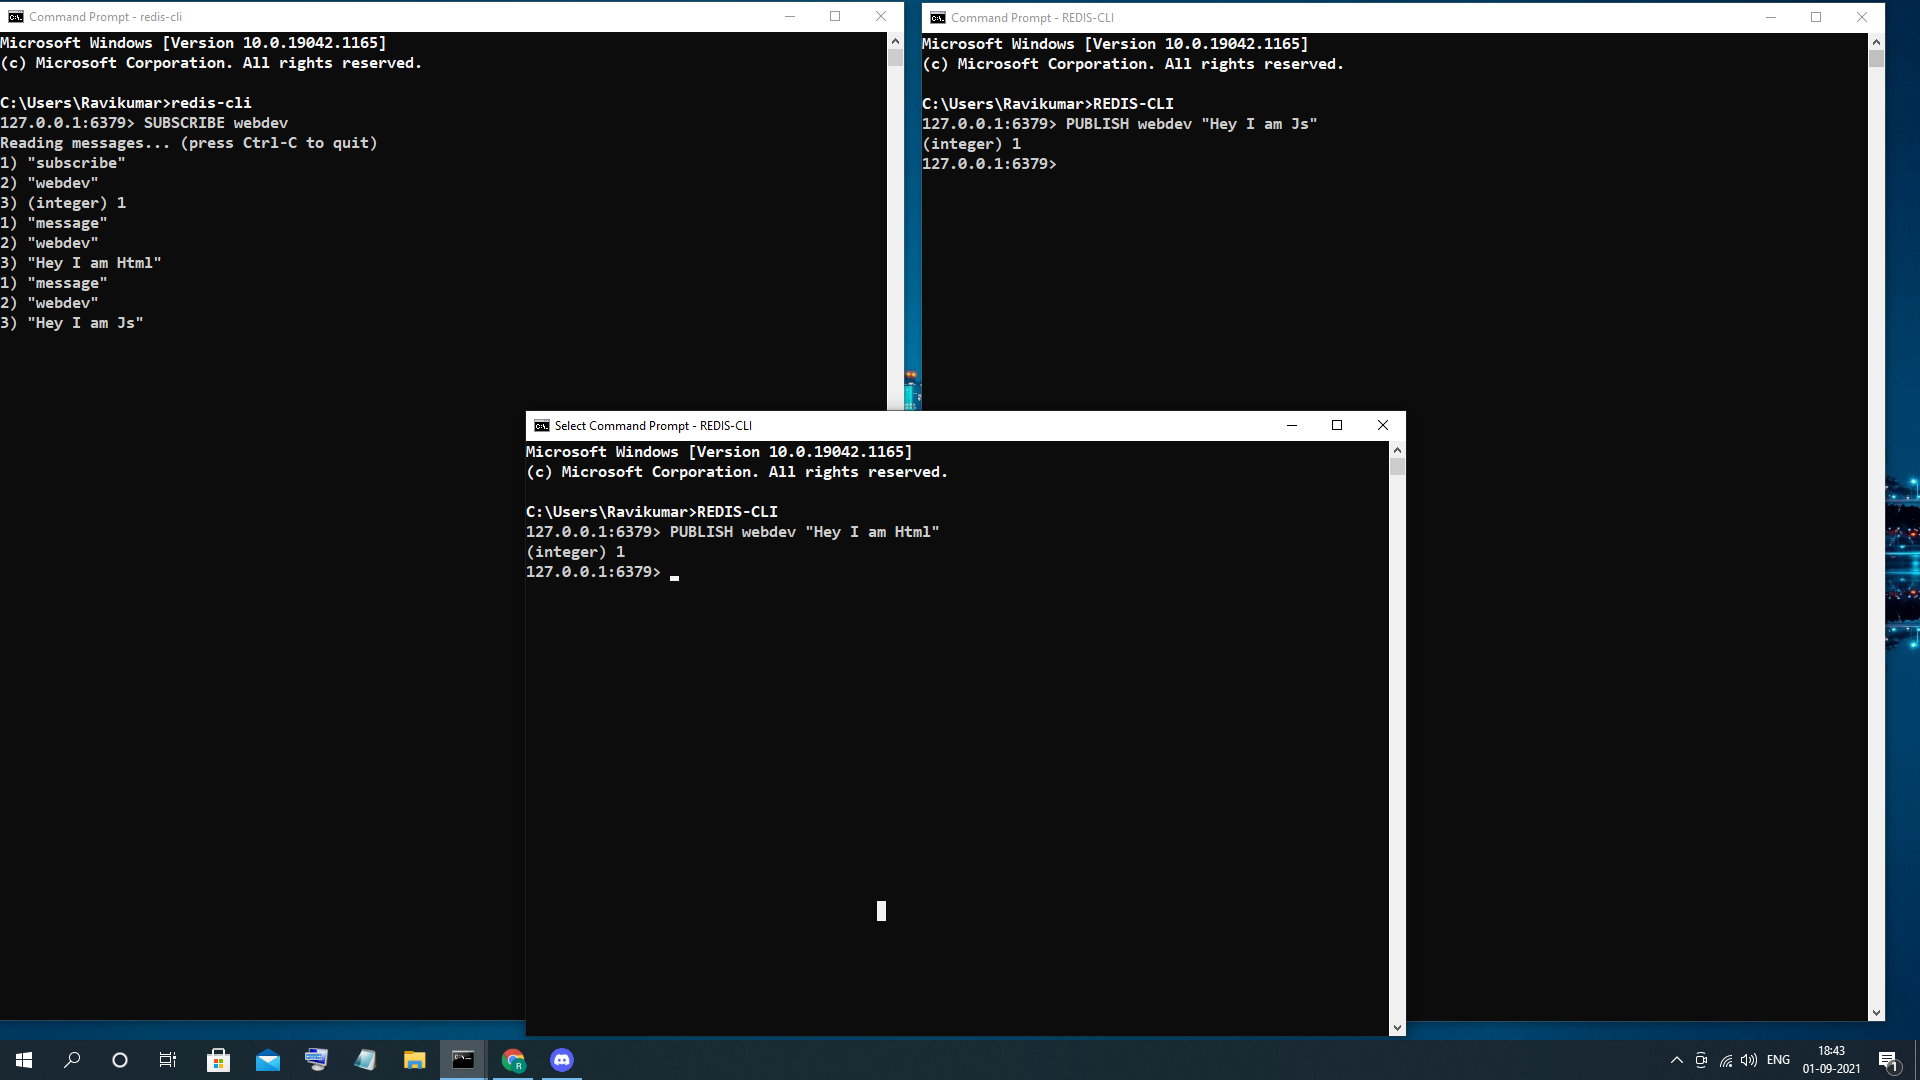 Command Prompt - redis-cli
Microsoft Windows [Version 10.0.19042.1165]
(c) Microsoft Corporation. All rights reserved.
C:\Users\Ravikumar>redis-cli
127.0.0.1:6379> SUBSCRIBE webdev
Reading messages... (press Ctrl-C to quit)
1) "subscribe"
2) "webdev"
3) (integer) 1
1) "message"
2) "webdev"
3) "Hey I am Html"
1) "message"
2) "webdev"
3) "Hey I am Js"
Command Prompt - REDIS-CLI
Microsoft Windows [Version 10.0.19042.1165]
(c) Microsoft Corporation. All rights reserved.
C:\Users\Ravikumar>REDIS-CLI
127.0.0.1:6379> PUBLISH webdev "Hey I am Js"
(integer) 1
127.0.0.1:6379>
Select Command Prompt - REDIS-CLI
Microsoft Windows [Version 10.0.19042.1165]
(c) Microsoft Corporation. All rights reserved.
C:\Users\Ravikumar>REDIS-CLI
127.0.0.1:6379> PUBLISH webdev "Hey I am Html"
(integer) 1
127.0.0.1:6379>
R
ENG
18:43
01-09-2021
1